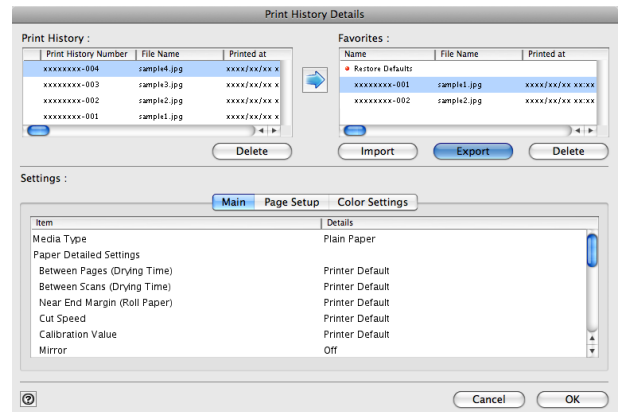 Print History Details
Print History :
Print History Number File Name Printed at
xxxxxxxx-004 sample4.jpg xxxx/xx/xx x
xxxxxxxx-003 sample3.jpg xxxx/xx/xx x
xxxxxxxx-002 sample2.jpg xxxx/xx/xx x
xxxxxxxx-001 sample1.jpg xxxx/xx/xx x
Delete
Favorites :
Name File Name Printed at
Restore Defaults
xxxxxxxx-001 sample1.jpg xxxx/xx/xx xx:xx
xxxxxxxx-002 sample2.jpg xxxx/xx/xx xx:xx
Import Export Delete
Settings :
Main Page Setup Color Settings
Item Details
Media Type Plain Paper
Paper Detailed Settings
Between Pages (Drying Time) Printer Default
Between Scans (Drying Time) Printer Default
Near End Margin (Roll Paper) Printer Default
Cut Speed Printer Default
Calibration Value Printer Default
Mirror Off
? Cancel OK